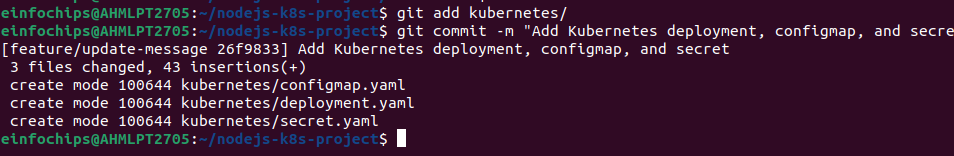 einfochips@AHMLPT2705:~/nodejs-k8s-project$ git add kubernetes/
einfochips@AHMLPT2705:~/nodejs-k8s-project$ git commit -m "Add Kubernetes deployment, configmap, and secre
[feature/update-message 26f9833] Add Kubernetes deployment, configmap, and secret
 3 files changed, 43 insertions(+)
 create mode 100644 kubernetes/configmap.yaml
 create mode 100644 kubernetes/deployment.yaml
 create mode 100644 kubernetes/secret.yaml
einfochips@AHMLPT2705:~/nodejs-k8s-project$